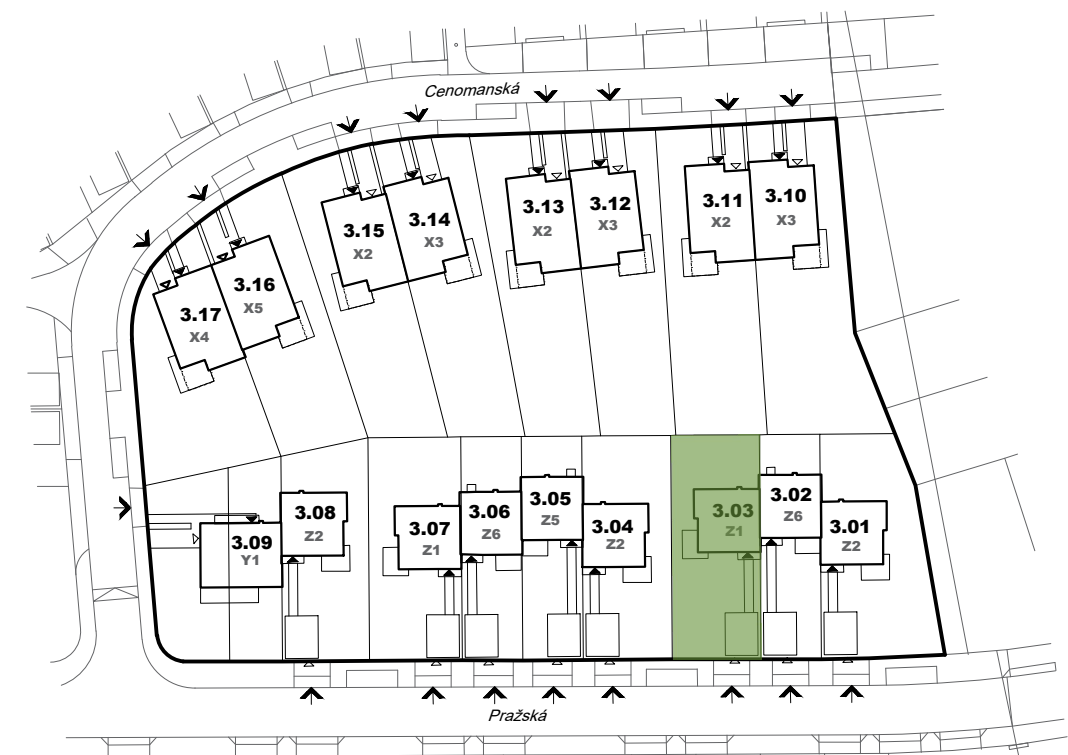 Cenomanská
3.15
X2
3.14
X3
3.13
X2
3.12
X3
3.11
X2
3.10
X3
3.17
X4
3.16
X5
3.09
Y1
3.08
Z2
3.07
Z1
3.06
Z6
3.05
Z5
3.04
Z2
3.03
Z1
3.02
Z6
3.01
Z2
Pražská